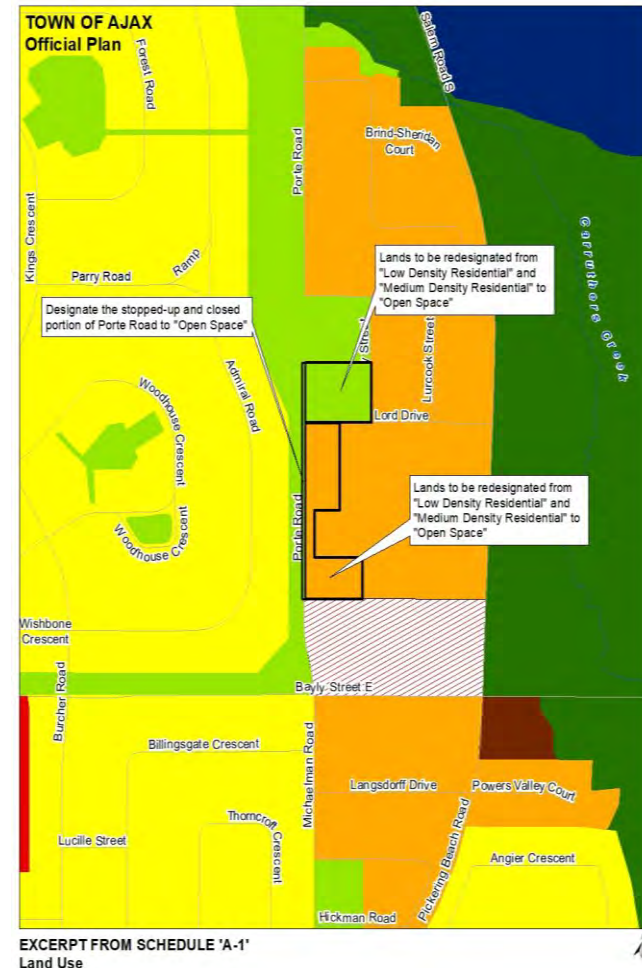 TOWN OF AJAX
Official Plan
Forest Road
Salem Road S
Porte Road
Brind-Sheridan
Court
Kings Crescent
Carruthers Creek
Parry Road
Ramp
Lands to be redesignated from
"Low Density Residential" and
"Medium Density Residential" to
"Open Space"
Designate the stopped-up and closed
portion of Porte Road to "Open Space"
Lurcook Street
Admiral Road
Woodhouse
Crescent
Lord Drive
Lands to be redesignated from
"Low Density Residential" and
"Medium Density Residential" to
"Open Space"
Woodhouse Crescent
Porte Road
Wishbone
Crescent
Bayly Street E
Burcher Road
Billingsgate Crescent
Michaelman Road
Langsdorff Drive
Powers Valley Court
Thorncroft
Crescent
Pickering Beach Road
Lucille Street
Angier Crescent
Hickman Road
EXCERPT FROM SCHEDULE 'A-1'
Land Use